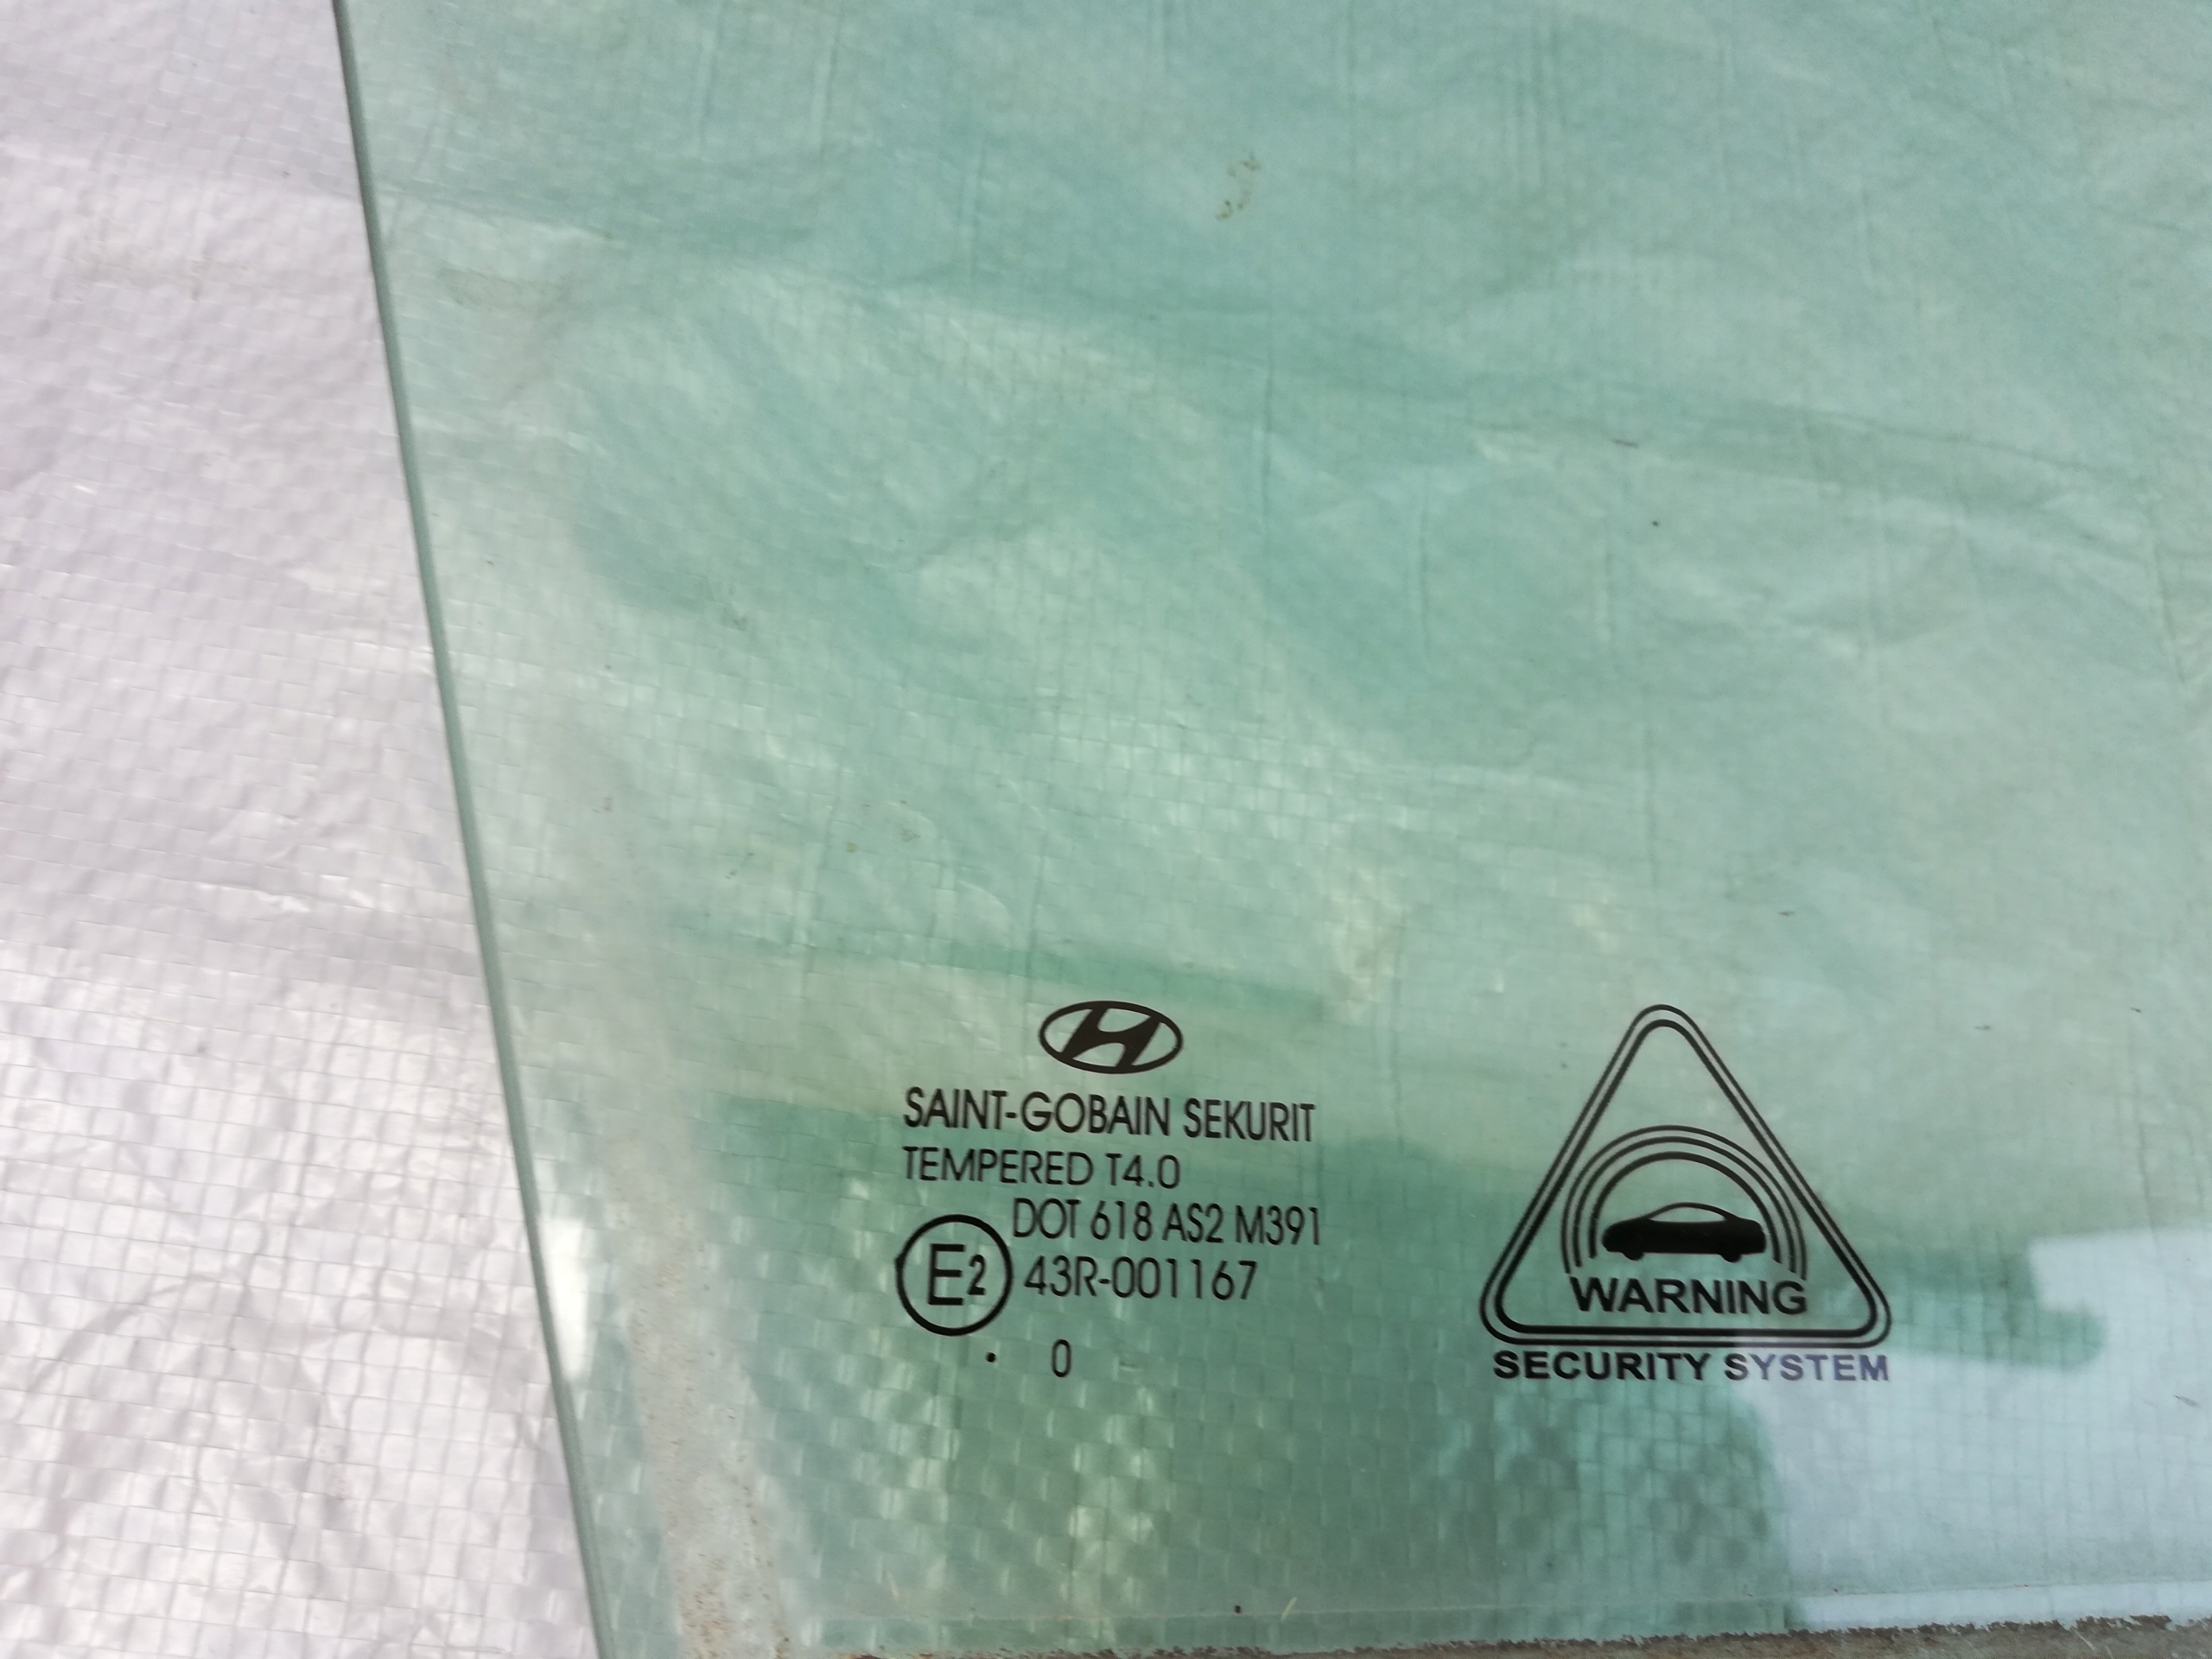 SAINT-GOBAIN SEKURIT
TEMPERED T4.0
DOT 618 AS2 M391
E2 43R-001167
. 0
WARNING
SECURITY SYSTEM